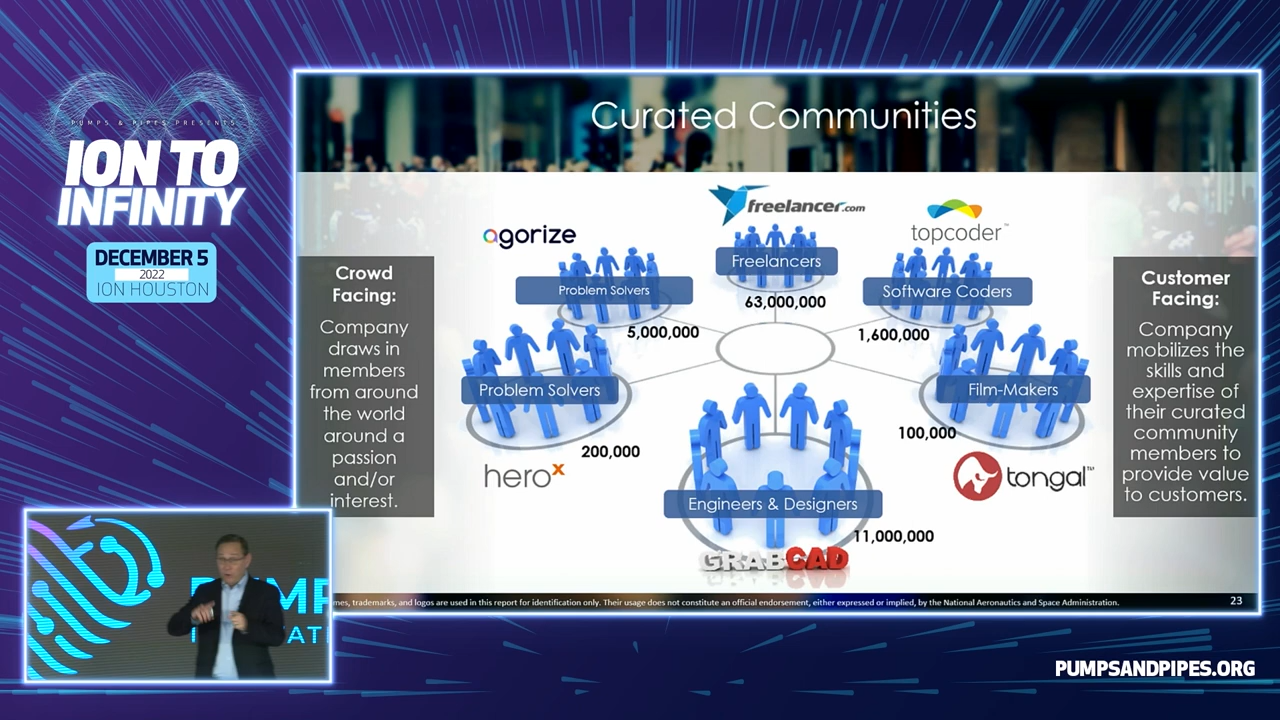 PUMPS & PIPES PRESENTS
ION TO
INFINITY
DECEMBER 5
2022
ION HOUSTON
Curated Communities
Crowd
Facing:
Company
draws in
members
from around
the world
around a
passion
and/or
interest.
agorize
Problem Solvers
5,000,000
freelancer.com
Freelancers
63,000,000
topcoder™
Software Coders
1,600,000
Problem Solvers
200,000
herox
Film-Makers
100,000
tongal™
Engineers & Designers
11,000,000
GRABCAD
Customer
Facing:
Company
mobilizes the
skills and
expertise of
their curated
community
members to
provide value
to customers.
trademarks, and logos are used in this report for identification only. Their usage does not constitute an official endorsement, either expressed or implied, by the National Aeronautics and Space Administration.
23
PUMPSANDPIPES.ORG